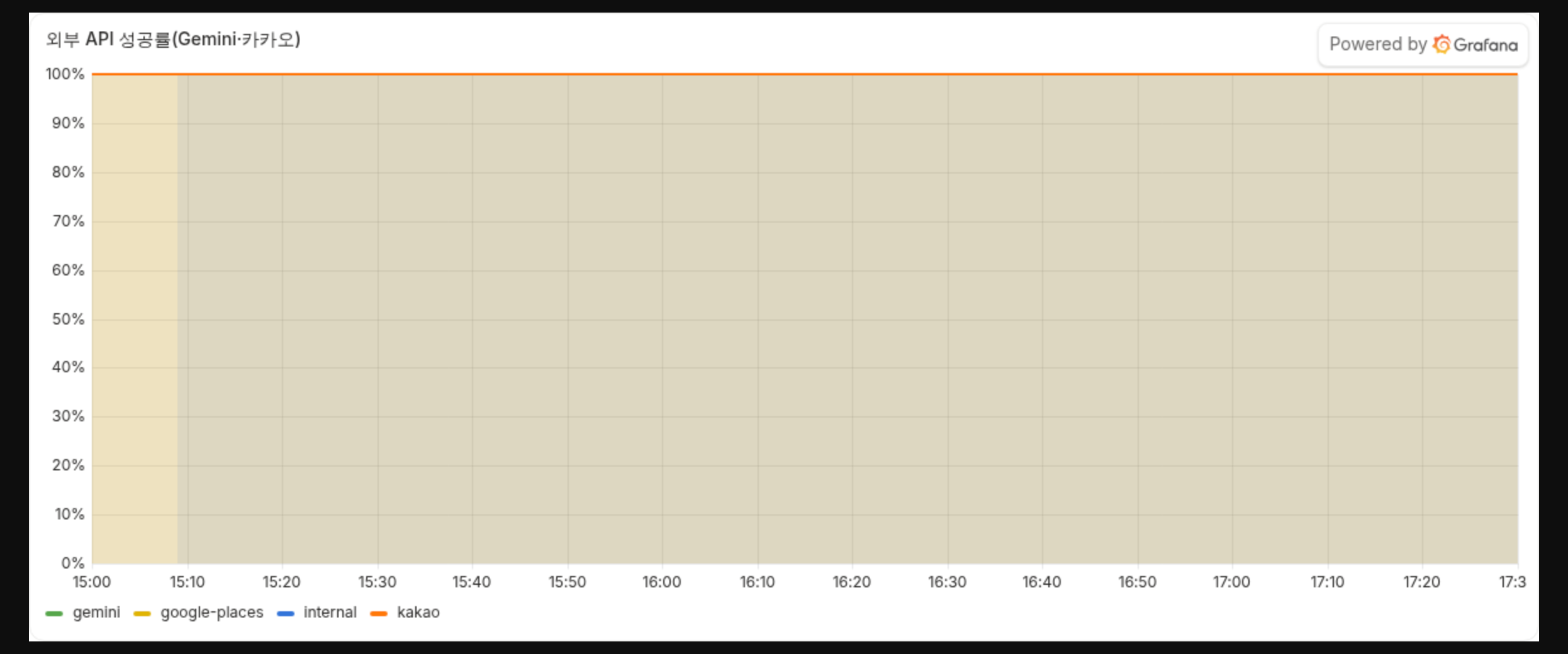 외부 API 성공률(Gemini·카카오)
Powered by Grafana
100%
90%
80%
70%
60%
50%
40%
30%
20%
10%
0%
15:00 15:10 15:20 15:30 15:40 15:50 16:00 16:10 16:20 16:30 16:40 16:50 17:00 17:10 17:20 17:3
gemini google-places internal kakao